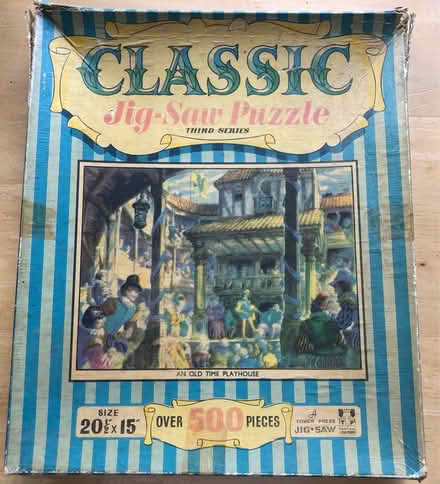 CLASSIC
Jig-Saw Puzzle
THIRD SERIES
AN OLD TIME PLAYHOUSE
SIZE
20½ x 15"
OVER 500 PIECES
A
TOWER PRESS
JIG-SAW